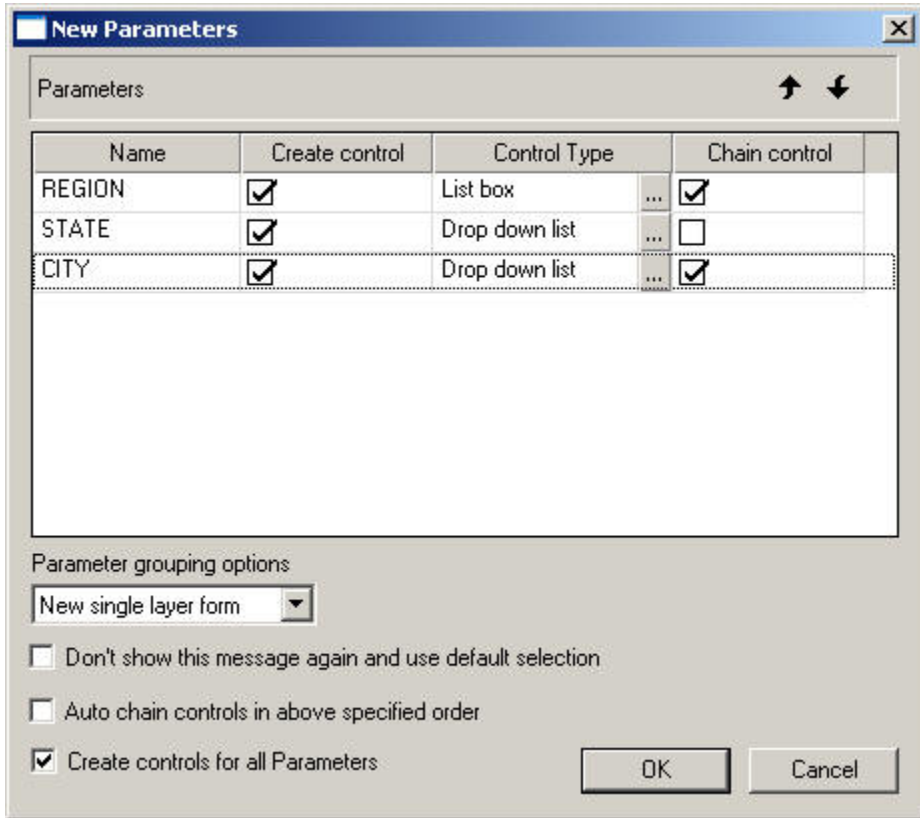 New Parameters
Parameters
Name Create control Control Type Chain control
REGION List box ...
STATE Drop down list ...
CITY Drop down list ...
Parameter grouping options
New single layer form
Don't show this message again and use default selection
Auto chain controls in above specified order
Create controls for all Parameters
OK Cancel